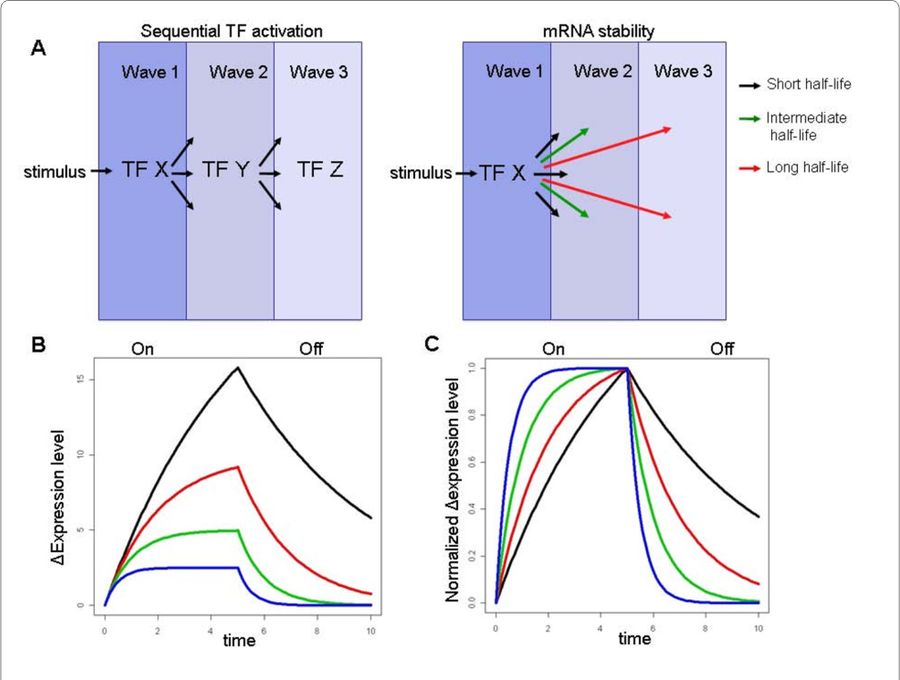 A
Sequential TF activation
mRNA stability
Wave 1
Wave 2
Wave 3
Wave 1
Wave 2
Wave 3
Short half-life
Intermediate
half-life
Long half-life
stimulus
TF X
TF Y
TF Z
stimulus
TF X
B
On
Off
ΔExpression level
15
10
5
0
0 2 4 6 8 10
time
C
On
Off
Normalized Δexpression level
1.0
0.8
0.6
0.4
0.2
0.0
0 2 4 6 8 10
time